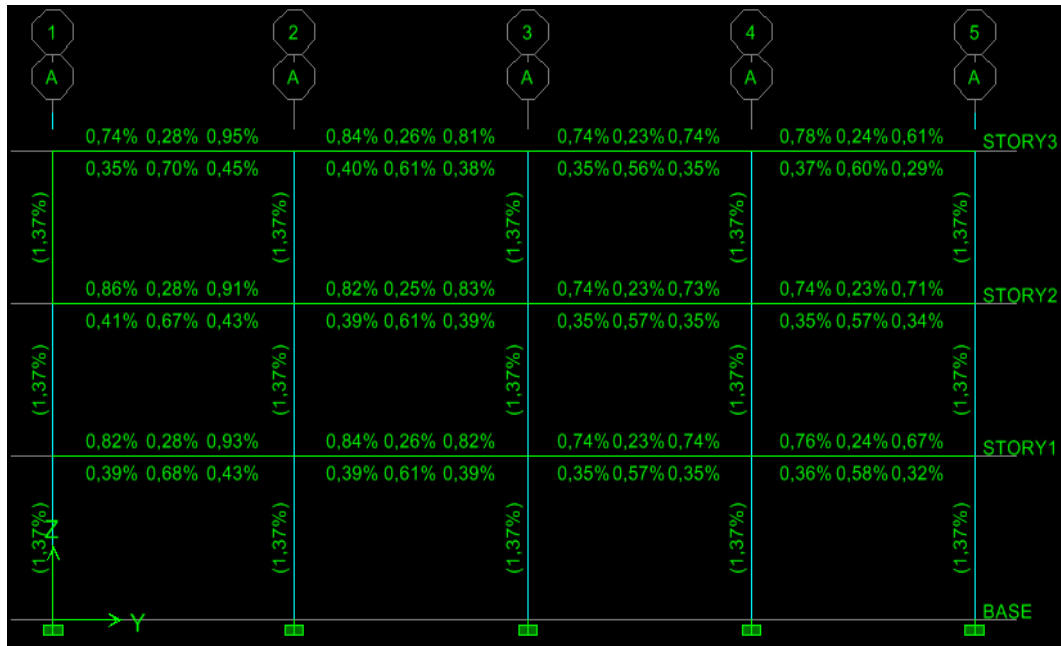 1 2 3 4 5
A A A A A
0,74% 0,28% 0,95% 0,84% 0,26% 0,81% 0,74% 0,23% 0,74% 0,78% 0,24% 0,61% STORY3
0,35% 0,70% 0,45% 0,40% 0,61% 0,38% 0,35% 0,56% 0,35% 0,37% 0,60% 0,29%
(1,37%) (1,37%) (1,37%) (1,37%) (1,37%)
0,86% 0,28% 0,91% 0,82% 0,25% 0,83% 0,74% 0,23% 0,73% 0,74% 0,23% 0,71% STORY2
0,41% 0,67% 0,43% 0,39% 0,61% 0,39% 0,35% 0,57% 0,35% 0,35% 0,57% 0,34%
(1,37%) (1,37%) (1,37%) (1,37%) (1,37%)
0,82% 0,28% 0,93% 0,84% 0,26% 0,82% 0,74% 0,23% 0,74% 0,76% 0,24% 0,67% STORY1
0,39% 0,68% 0,43% 0,39% 0,61% 0,39% 0,35% 0,57% 0,35% 0,36% 0,58% 0,32%
(1,37%) (1,37%) (1,37%) (1,37%) (1,37%)
Z
Y BASE